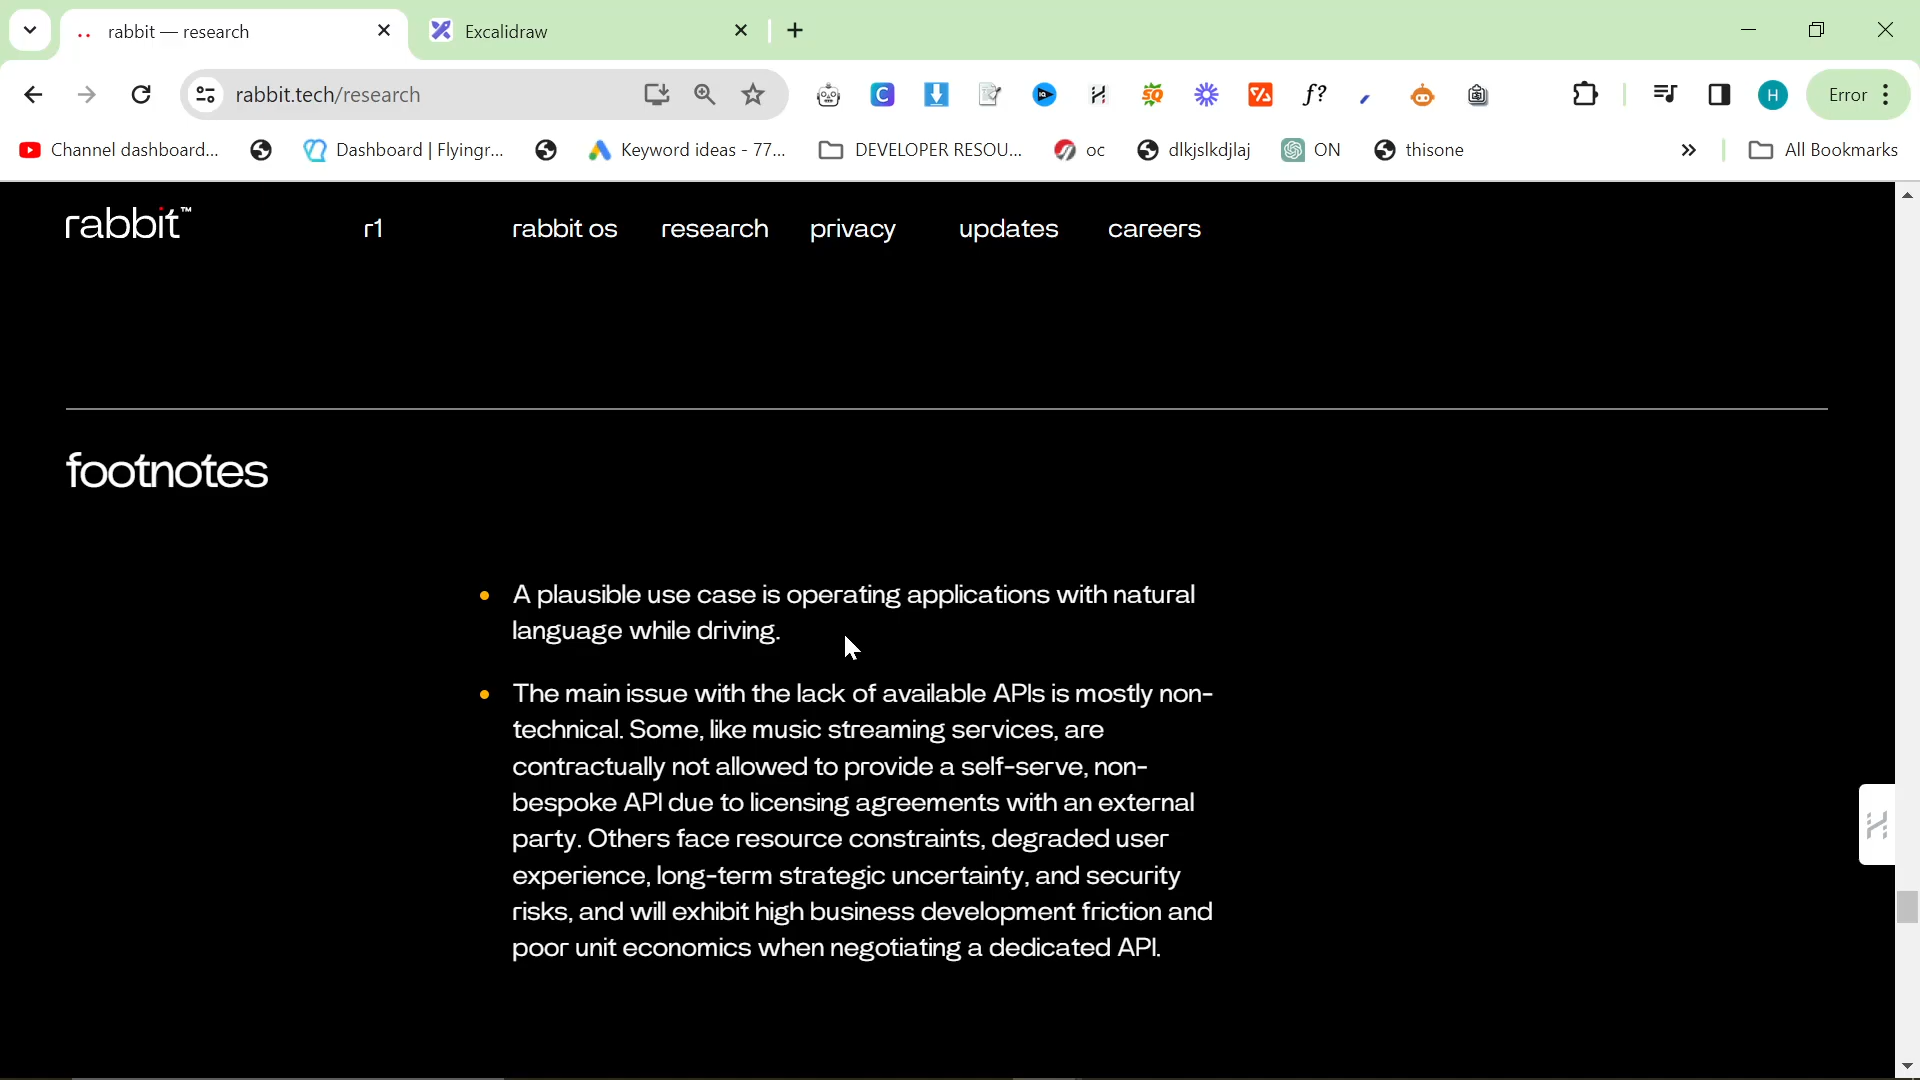 rabbit — research
Excalidraw
rabbit.tech/research
Error
Channel dashboard...
Dashboard | Flyingr...
Keyword ideas - 77...
DEVELOPER RESOU...
oc
dlkjslkdjlaj
ON
thisone
»
All Bookmarks
rabbit™
r1
rabbit os
research
privacy
updates
careers
footnotes
• A plausible use case is operating applications with natural
language while driving.
• The main issue with the lack of available APIs is mostly non-
technical. Some, like music streaming services, are
contractually not allowed to provide a self-serve, non-
bespoke API due to licensing agreements with an external
party. Others face resource constraints, degraded user
experience, long-term strategic uncertainty, and security
risks, and will exhibit high business development friction and
poor unit economics when negotiating a dedicated API.